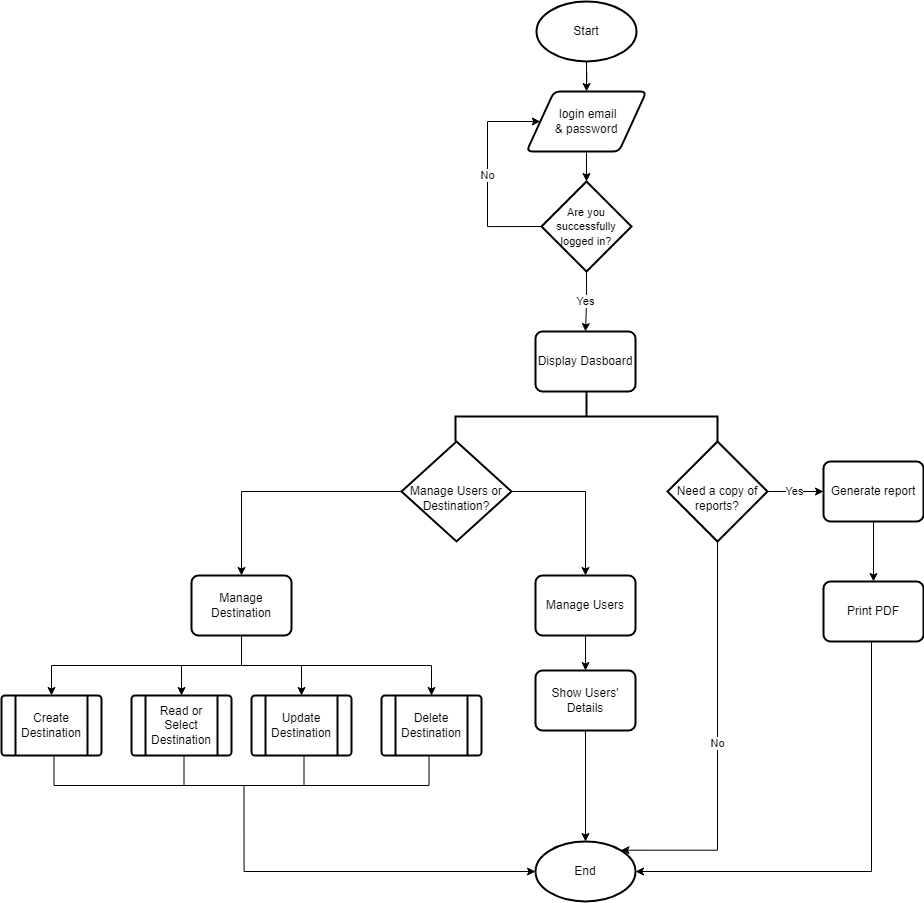 Start
login email
& password
No
Are you
successfully
logged in?
Yes
Display Dasboard
Manage Users or
Destination?
Need a copy of
reports?
Yes
Generate report
Manage
Destination
Manage Users
Print PDF
Create
Destination
Read or
Select
Destination
Update
Destination
Delete
Destination
Show Users'
Details
No
End